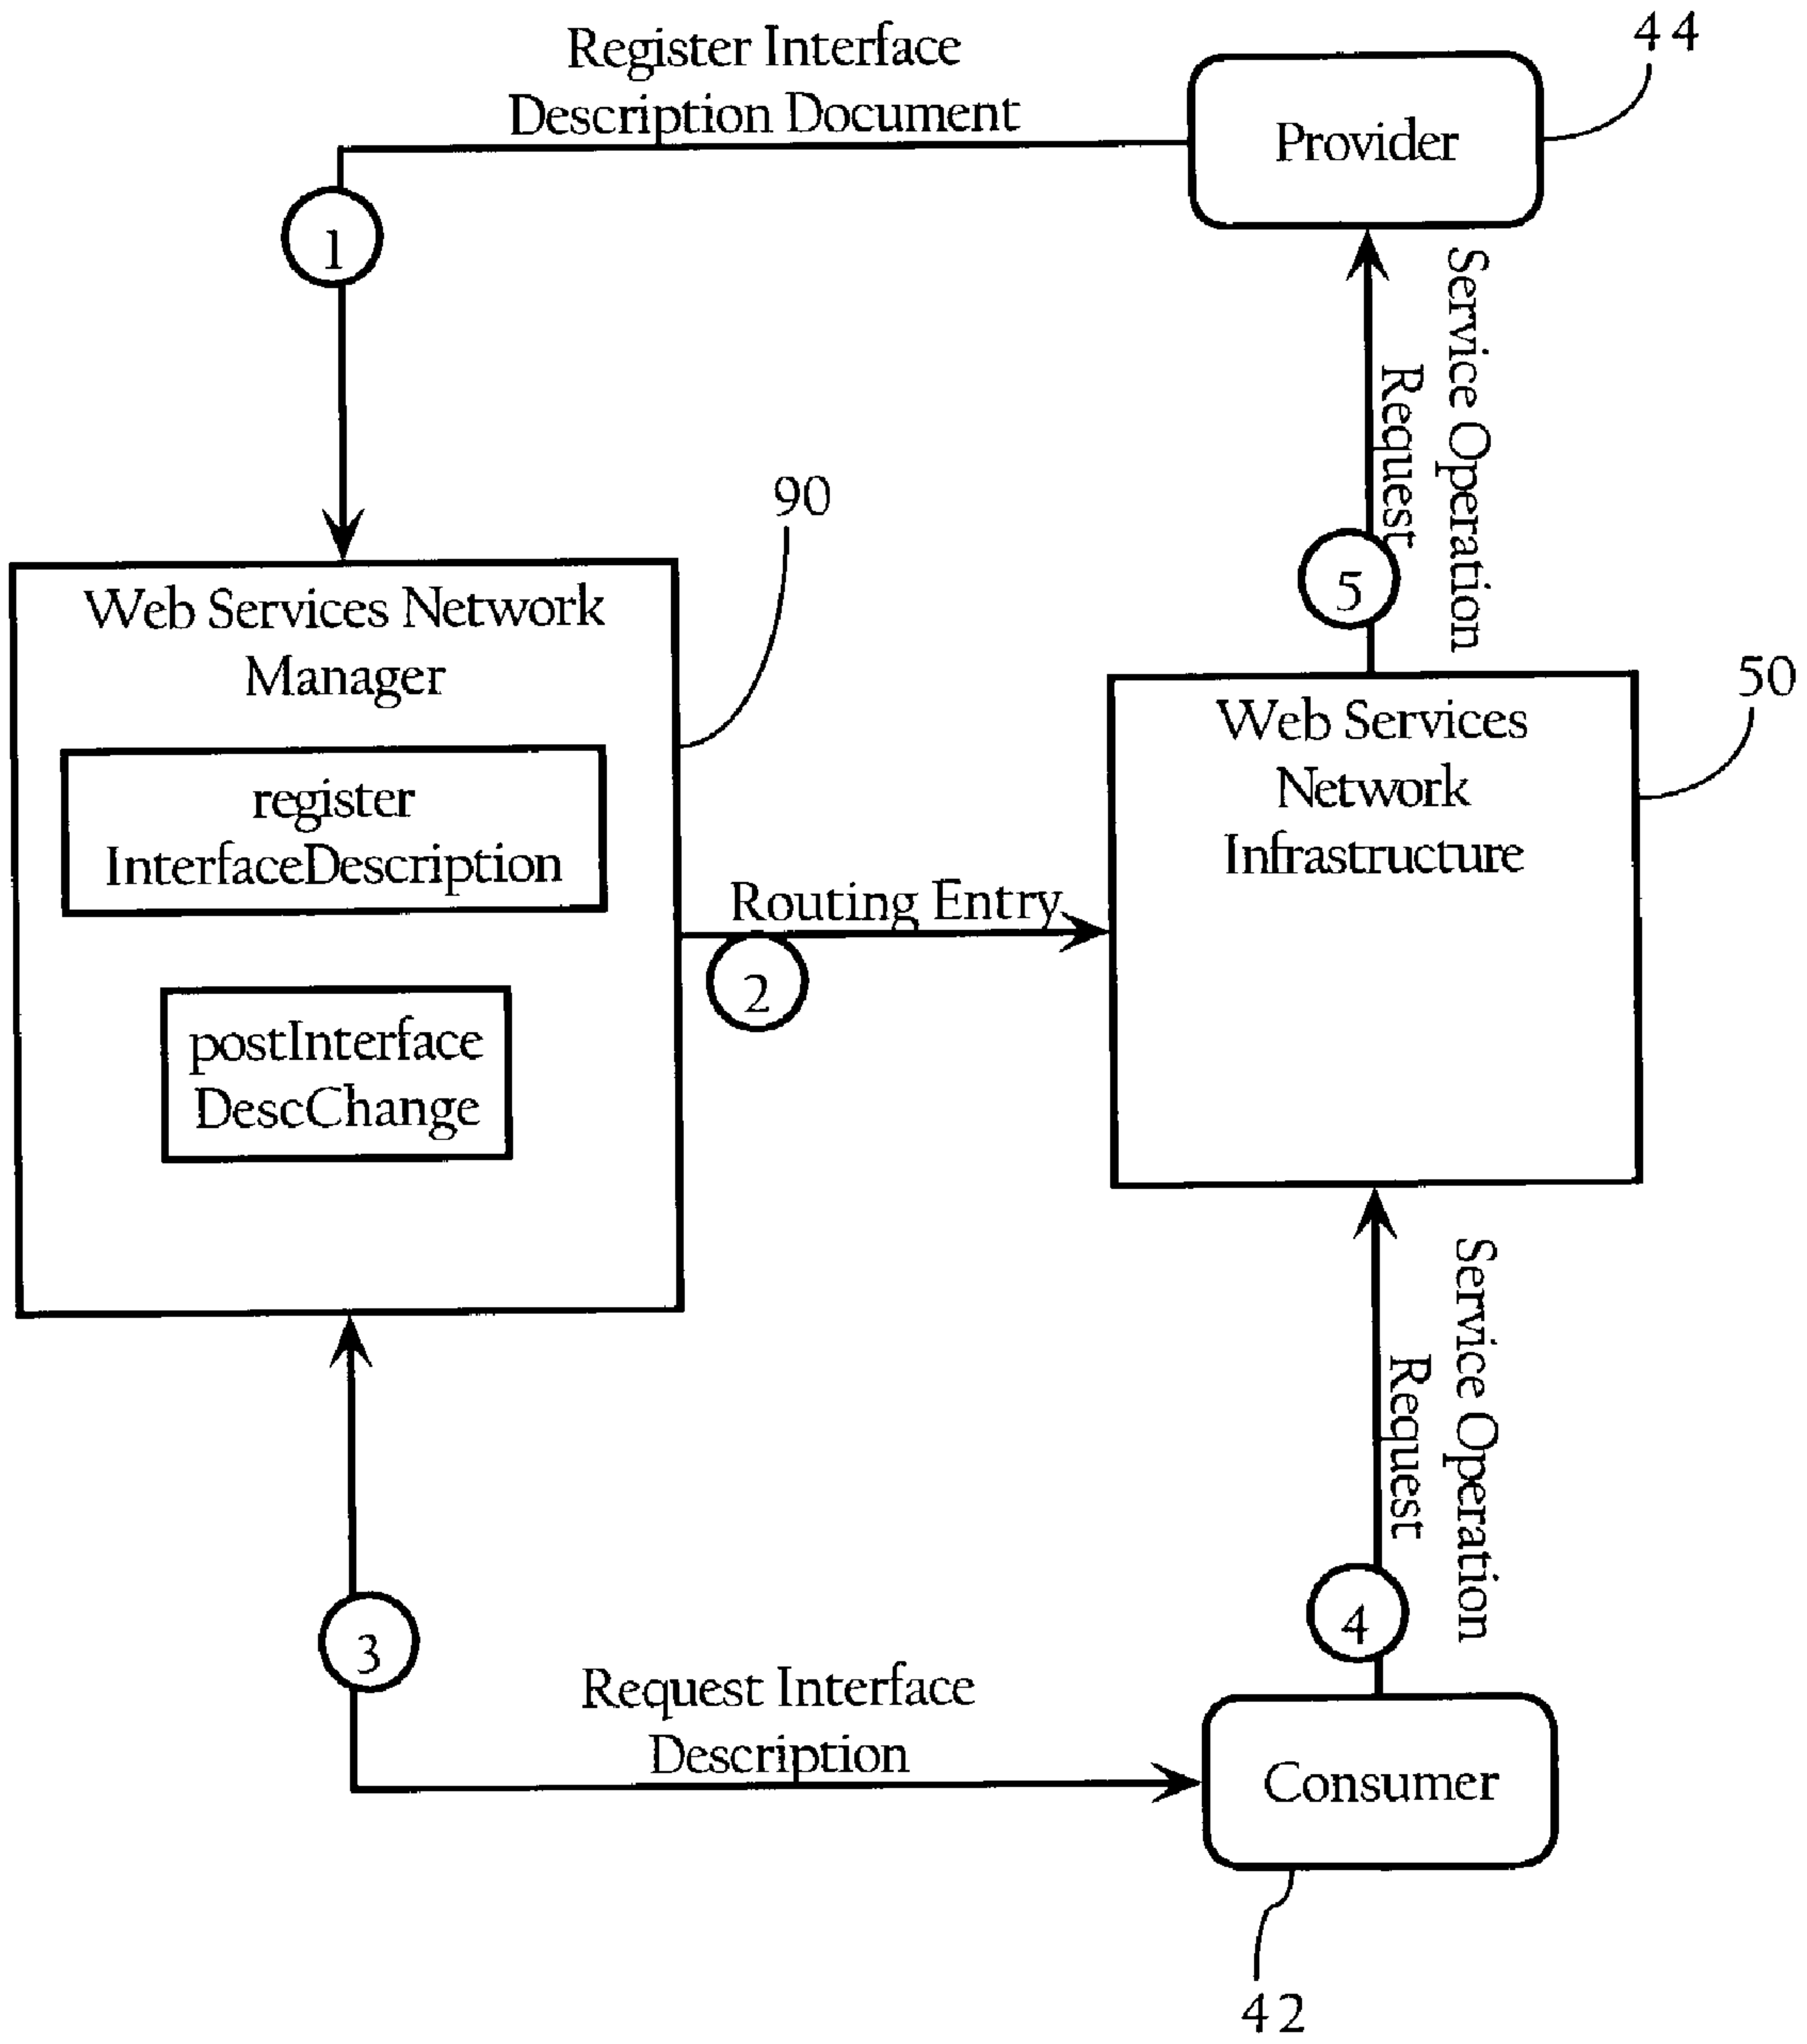 Register Interface
Description Document
44
Provider
1
Service Operation
Request
5
90
Web Services Network
Manager
register
InterfaceDescription
postInterface
DescChange
Routing Entry
2
50
Web Services
Network
Infrastructure
Service Operation
Request
4
3
Request Interface
Description
Consumer
42